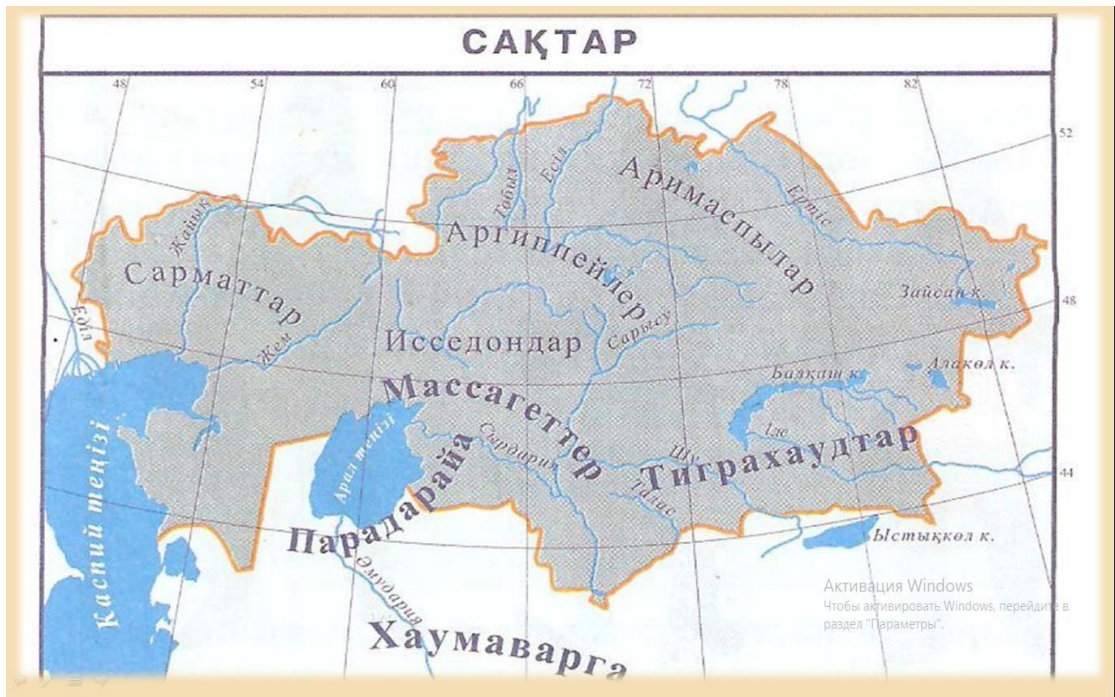 САҚТАР
48
54
60
66
72
78
82
52
Жайық
Тобыл
Есіл
Аримаспылар
Ертіс
Аргиппейлер
Сарматтар
Зайсан к.
48
Еділ
Жем
Исседондар
Сарысу
Балқаш к.
Алакөл к.
Массагеттер
Іле
Каспий теңізі
Арал теңізі
Сырдария
Шу
Тиграхаудтар
44
Талас
Парадарайа
Ыстықкөл к.
Әмудария
Хаумаварга
Активация Windows
Чтобы активировать Windows, перейдите в
раздел "Параметры".